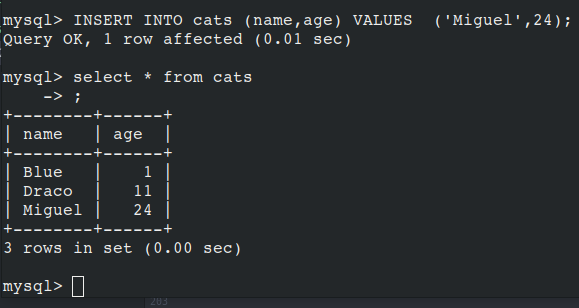 mysql> INSERT INTO cats (name,age) VALUES  ('Miguel',24);
Query OK, 1 row affected (0.01 sec)

mysql> select * from cats
    -> ;
+--------+------+
| name   | age  |
+--------+------+
| Blue   |    1 |
| Draco  |   11 |
| Miguel |   24 |
+--------+------+
3 rows in set (0.00 sec)

mysql>
203